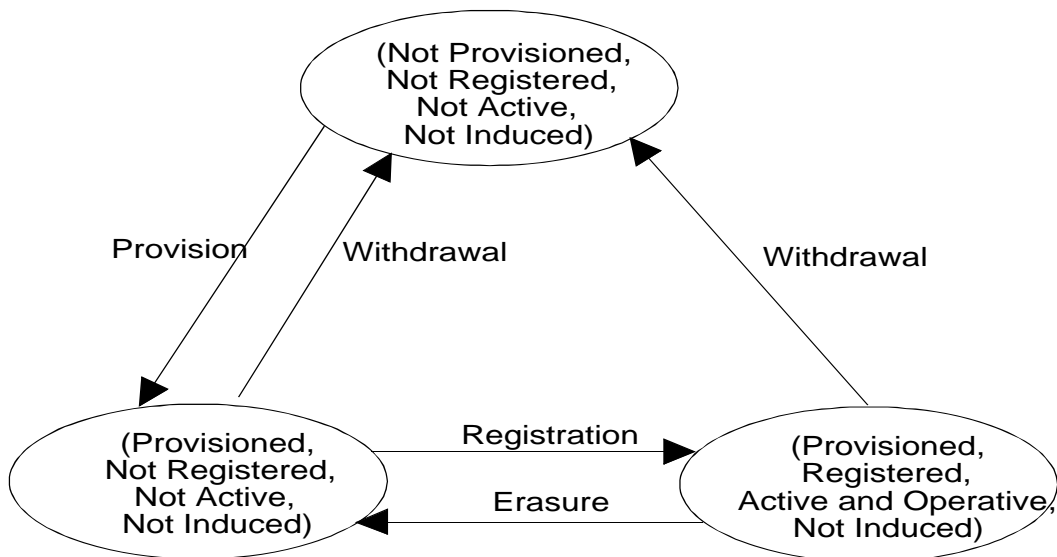 (Not Provisioned,
Not Registered,
Not Active,
Not Induced)
Provision
Withdrawal
Withdrawal
(Provisioned,
Not Registered,
Not Active,
Not Induced)
Registration
Erasure
(Provisioned,
Registered,
Active and Operative,
Not Induced)